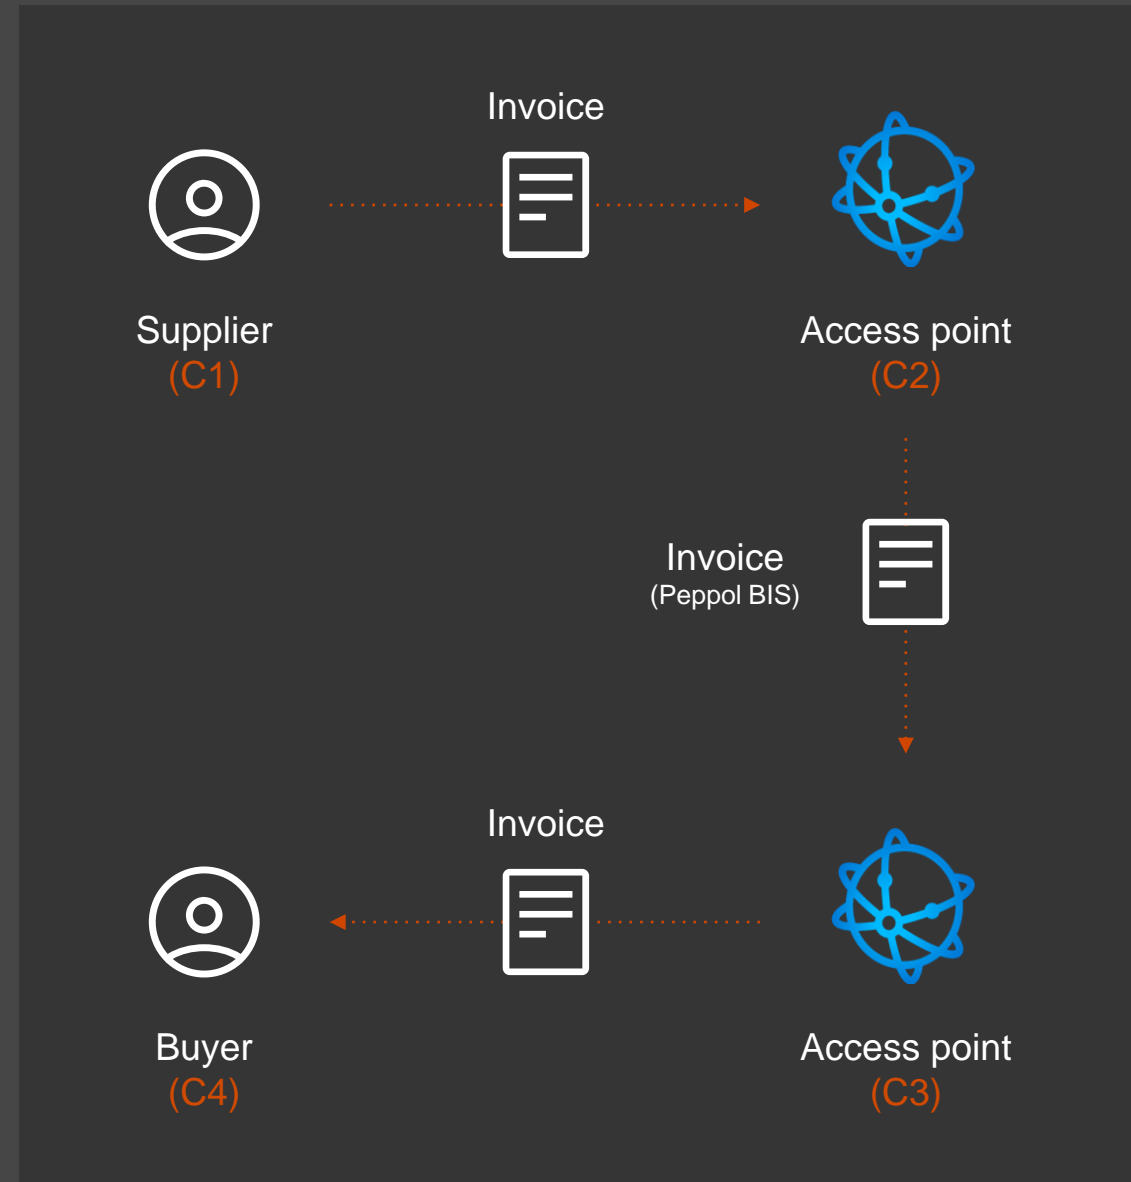 Invoice
Supplier
(C1)
Access point
(C2)
Invoice
(Peppol BIS)
Invoice
Buyer
(C4)
Access point
(C3)